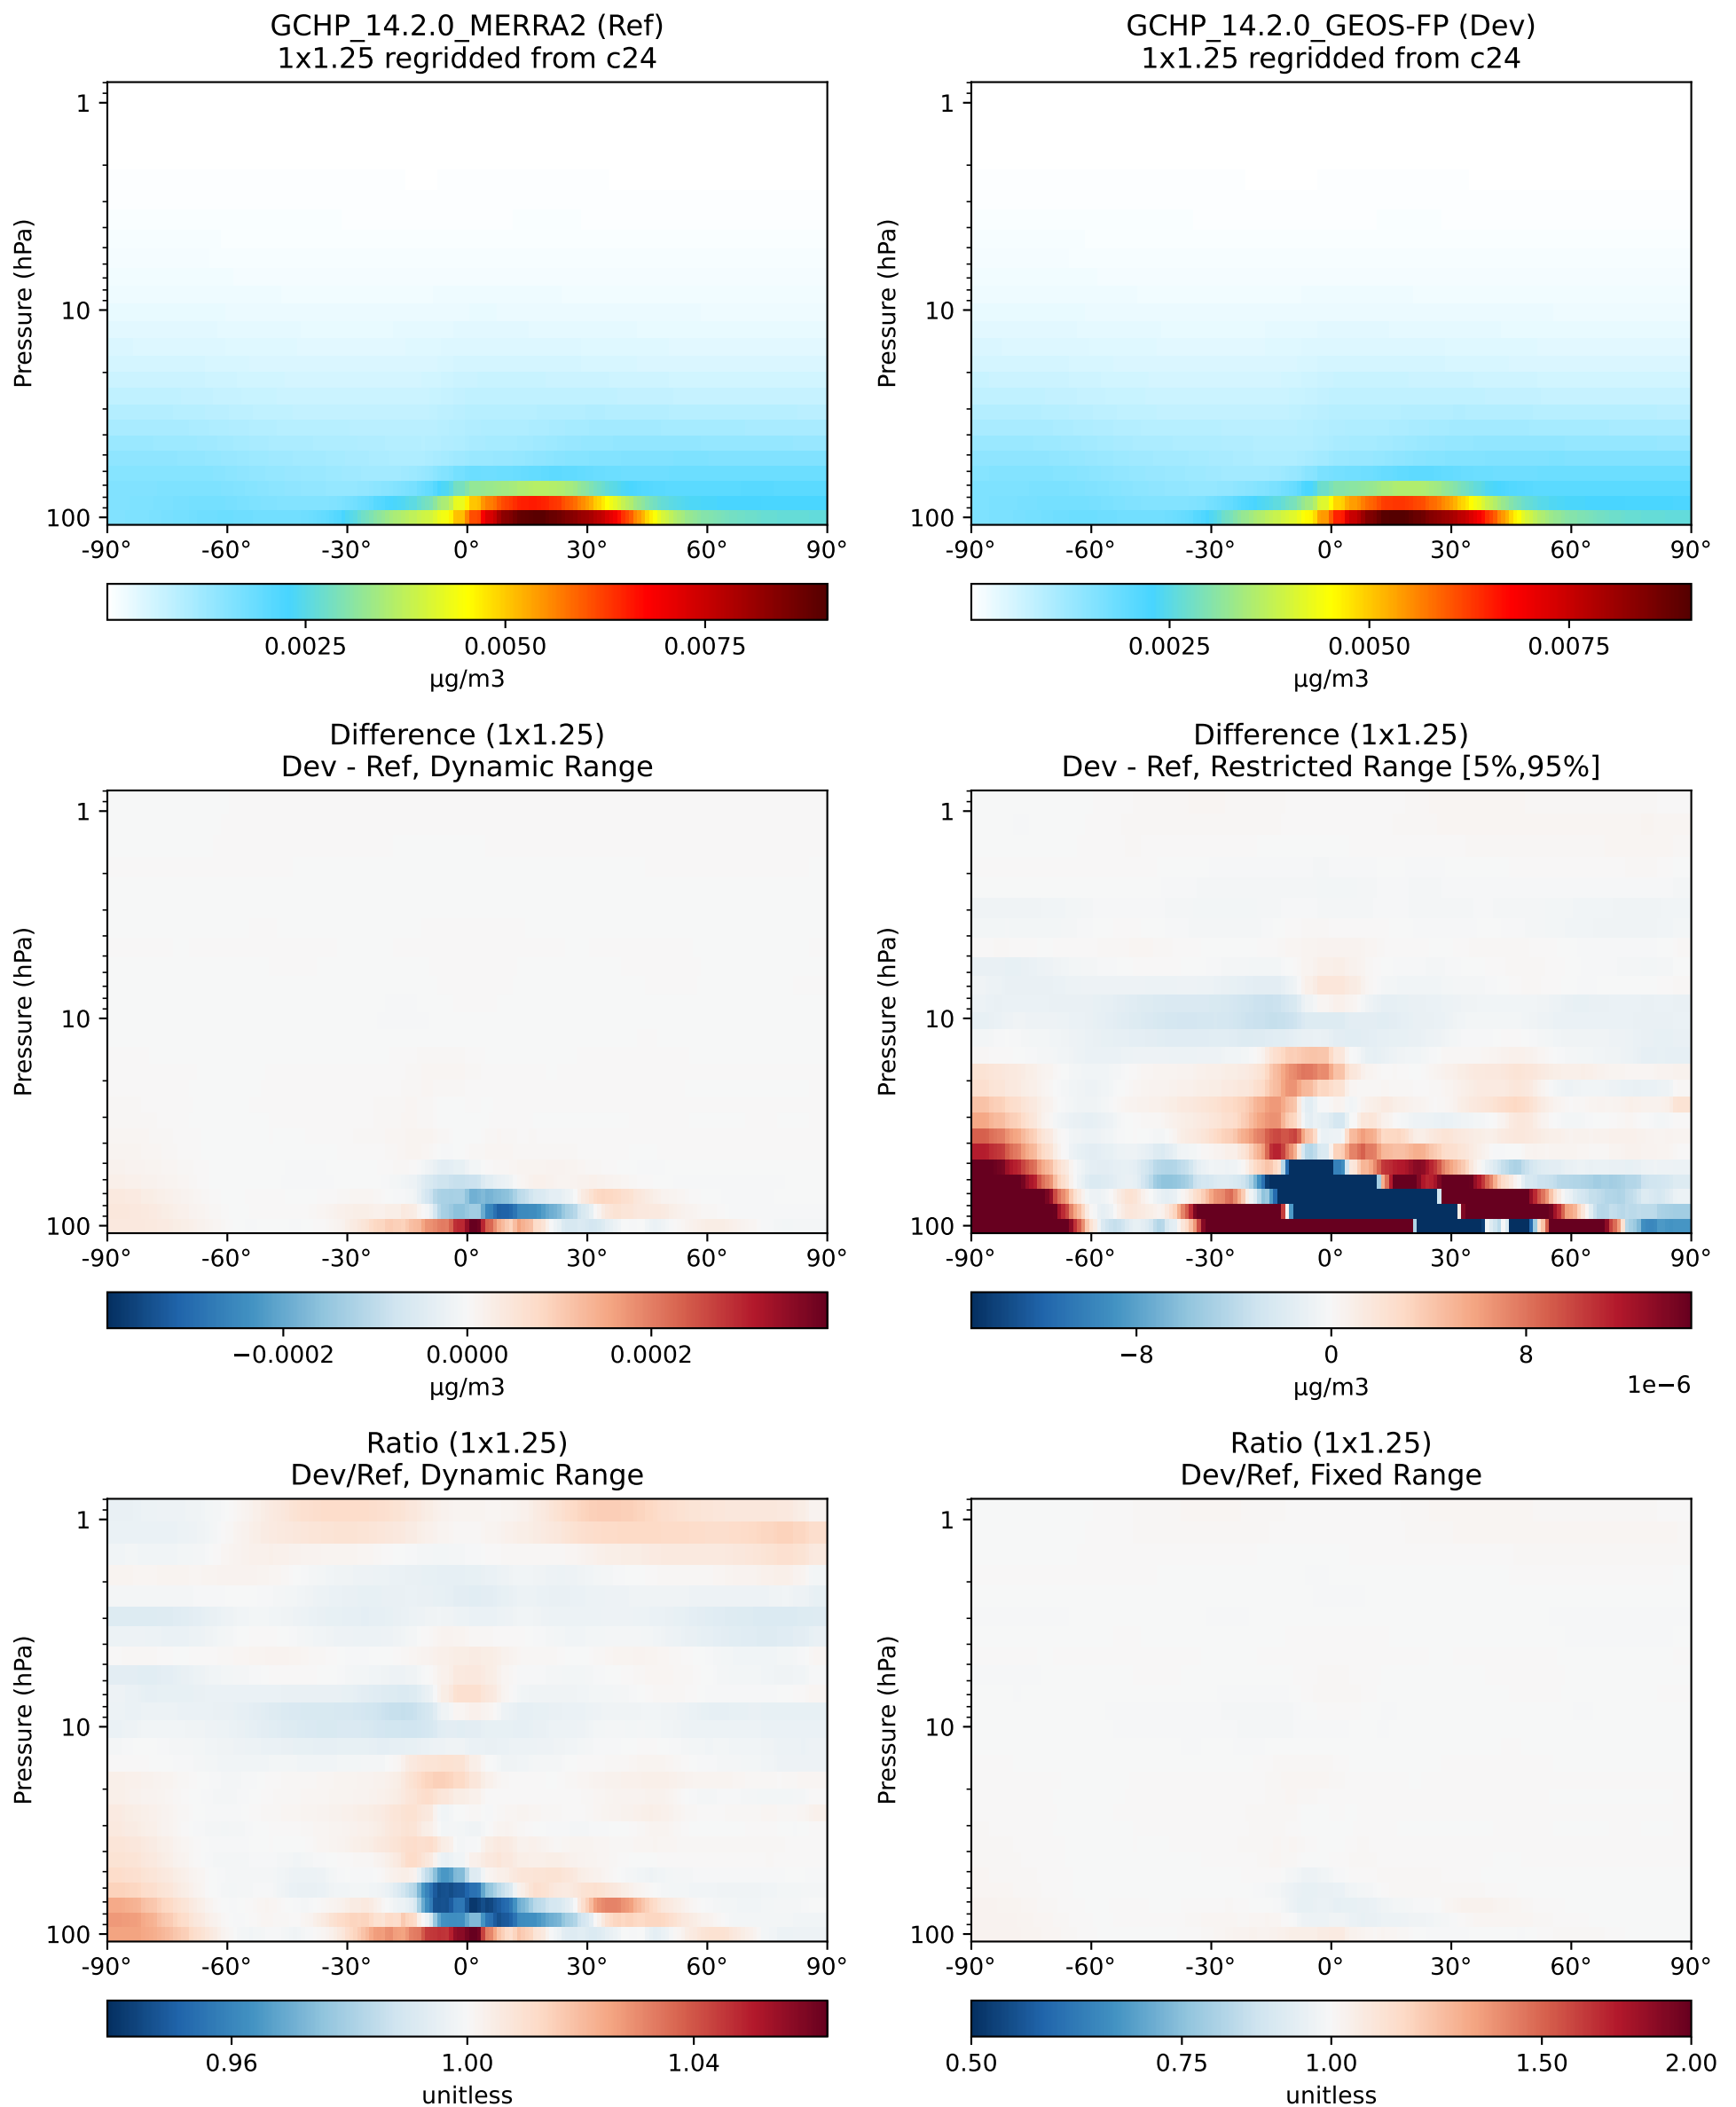 GCHP_14.2.0_MERRA2 (Ref)
1x1.25 regridded from c24
Pressure (hPa)
1
10
100
-90° -60° -30° 0° 30° 60° 90°
0.0025 0.0050 0.0075
μg/m3
GCHP_14.2.0_GEOS-FP (Dev)
1x1.25 regridded from c24
Pressure (hPa)
1
10
100
-90° -60° -30° 0° 30° 60° 90°
0.0025 0.0050 0.0075
μg/m3
Difference (1x1.25)
Dev - Ref, Dynamic Range
Pressure (hPa)
1
10
100
-90° -60° -30° 0° 30° 60° 90°
−0.0002 0.0000 0.0002
μg/m3
Difference (1x1.25)
Dev - Ref, Restricted Range [5%,95%]
Pressure (hPa)
1
10
100
-90° -60° -30° 0° 30° 60° 90°
−8 0 8
μg/m3
1e−6
Ratio (1x1.25)
Dev/Ref, Dynamic Range
Pressure (hPa)
1
10
100
-90° -60° -30° 0° 30° 60° 90°
0.96 1.00 1.04
unitless
Ratio (1x1.25)
Dev/Ref, Fixed Range
Pressure (hPa)
1
10
100
-90° -60° -30° 0° 30° 60° 90°
0.50 0.75 1.00 1.50 2.00
unitless